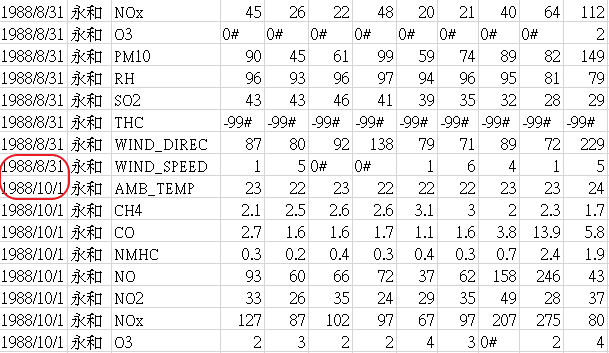 1988/8/31 永和 NOx 45 26 22 48 20 21 40 64 112
1988/8/31 永和 O3 0# 0# 0# 0# 0# 0# 0# 0# 2
1988/8/31 永和 PM10 90 45 61 99 59 74 89 82 149
1988/8/31 永和 RH 96 93 96 97 94 96 95 81 79
1988/8/31 永和 SO2 43 43 46 41 39 35 32 28 29
1988/8/31 永和 THC -99# -99# -99# -99# -99# -99# -99# -99# -99#
1988/8/31 永和 WIND_DIREC 87 80 92 138 79 71 89 72 229
1988/8/31 永和 WIND_SPEED 1 5 0# 0# 1 6 4 1 5
1988/10/1 永和 AMB_TEMP 23 22 23 22 22 22 23 23 24
1988/10/1 永和 CH4 2.1 2.5 2.6 2.6 3.1 3 2 2.3 1.7
1988/10/1 永和 CO 2.7 1.6 1.6 1.7 1.1 1.6 3.8 13.9 5.8
1988/10/1 永和 NMHC 0.3 0.2 0.4 0.3 0.4 0.3 0.7 2.4 1.9
1988/10/1 永和 NO 93 60 66 72 37 62 158 246 43
1988/10/1 永和 NO2 33 26 35 24 29 35 49 28 37
1988/10/1 永和 NOx 127 87 102 97 67 97 207 275 80
1988/10/1 永和 O3 2 3 2 2 4 3 0# 2 4